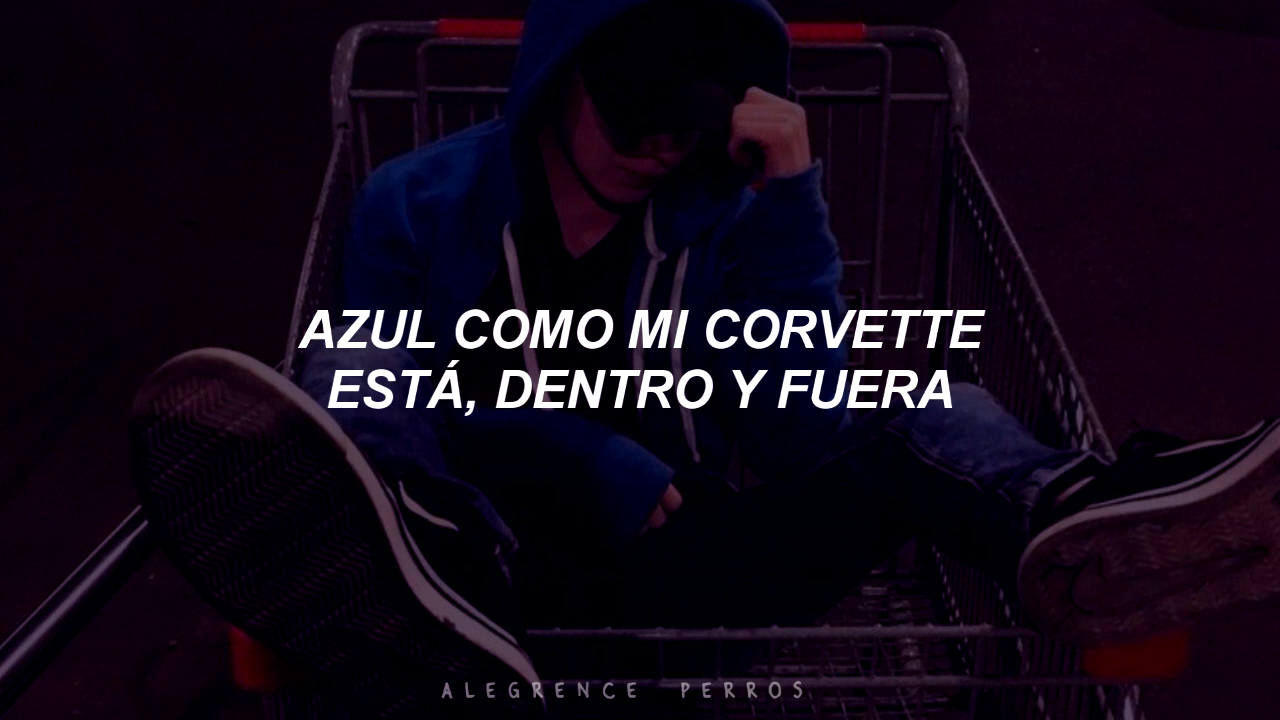 AZUL COMO MI CORVETTE
ESTÁ, DENTRO Y FUERA
ALEGRENCE PERROS